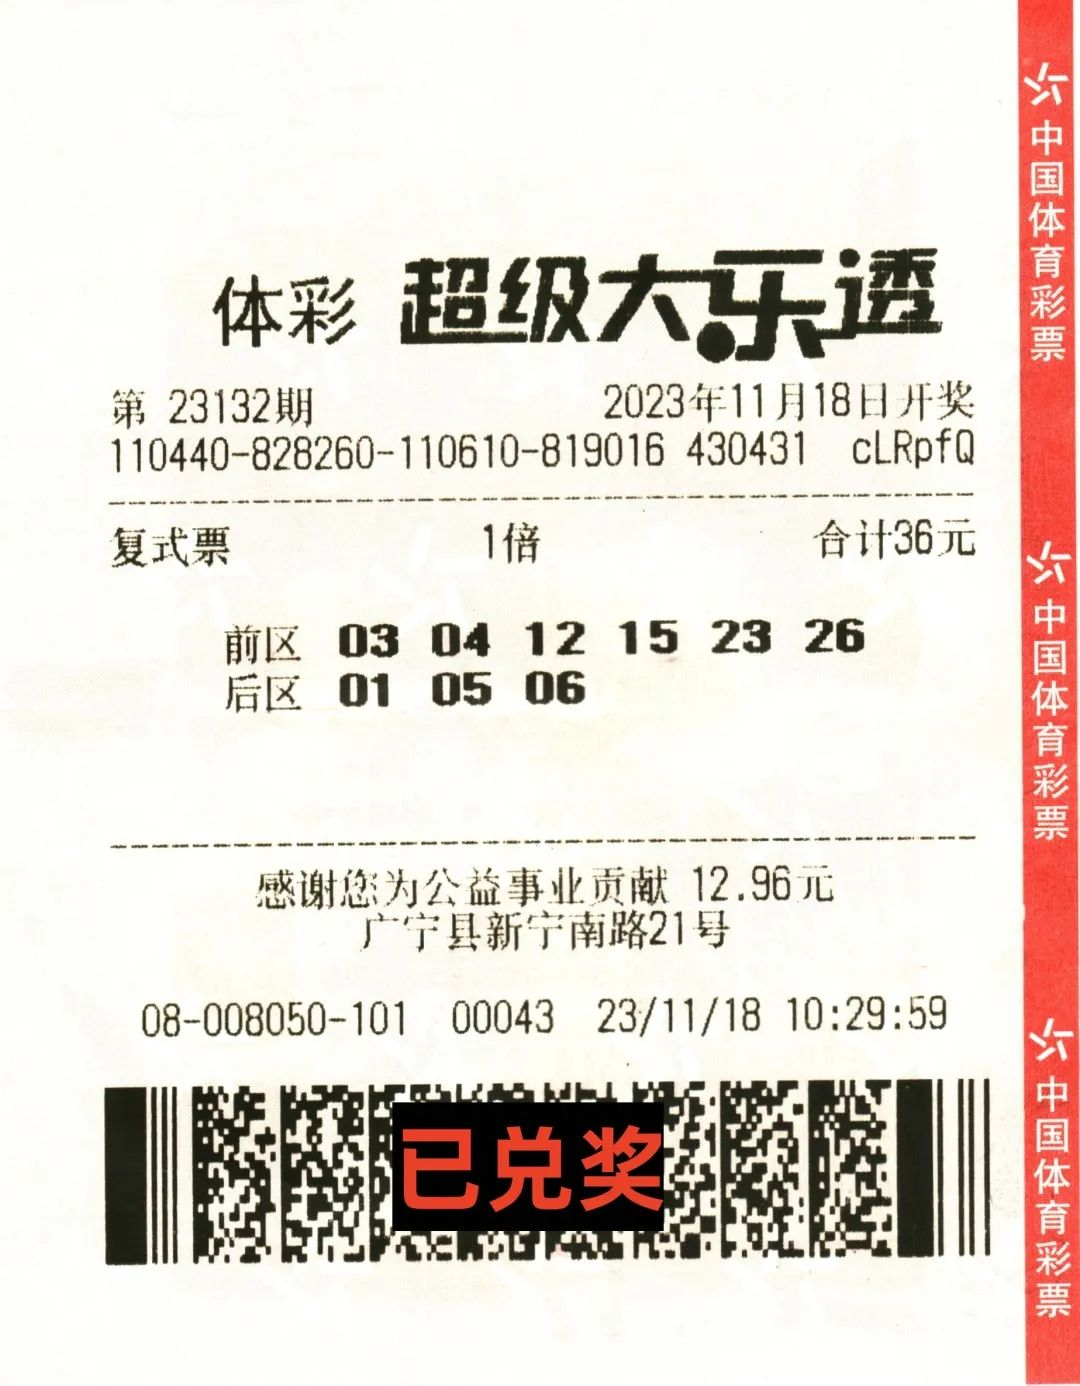 体彩 超级大乐透
第 23132期 2023年11月18日开奖
110440-828260-110610-819016 430431 cLRpfQ
复式票 1倍 合计36元
前区 03 04 12 15 23 26
后区 01 05 06
感谢您为公益事业贡献 12.96元
广宁县新宁南路21号
08-008050-101 00043 23/11/18 10:29:59
已兑奖
中国体育彩票
中国体育彩票
中国体育彩票